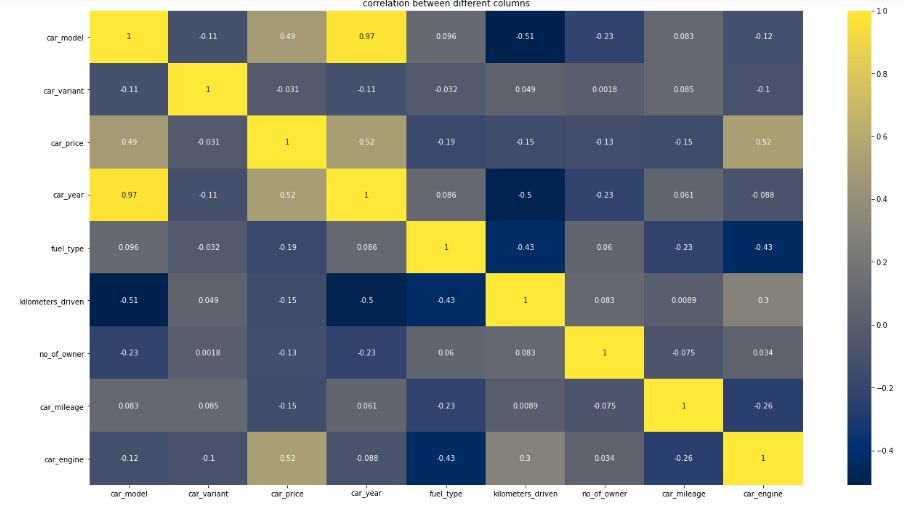 correlation between different columns
car_model 1 -0.11 0.49 0.97 0.096 -0.51 -0.23 0.083 -0.12
car_variant -0.11 1 -0.031 -0.11 -0.032 0.049 0.0018 0.085 -0.1
car_price 0.49 -0.031 1 0.52 -0.19 -0.15 -0.13 -0.15 0.52
car_year 0.97 -0.11 0.52 1 0.086 -0.5 -0.23 0.061 -0.088
fuel_type 0.096 -0.032 -0.19 0.086 1 -0.43 0.06 -0.23 -0.43
kilometers_driven -0.51 0.049 -0.15 -0.5 -0.43 1 0.083 0.0089 0.3
no_of_owner -0.23 0.0018 -0.13 -0.23 0.06 0.083 1 -0.075 0.034
car_mileage 0.083 0.085 -0.15 0.061 -0.23 0.0089 -0.075 1 -0.26
car_engine -0.12 -0.1 0.52 -0.088 -0.43 0.3 0.034 -0.26 1
car_model car_variant car_price car_year fuel_type kilometers_driven no_of_owner car_mileage car_engine
1.0
0.8
0.6
0.4
0.2
0.0
-0.2
-0.4